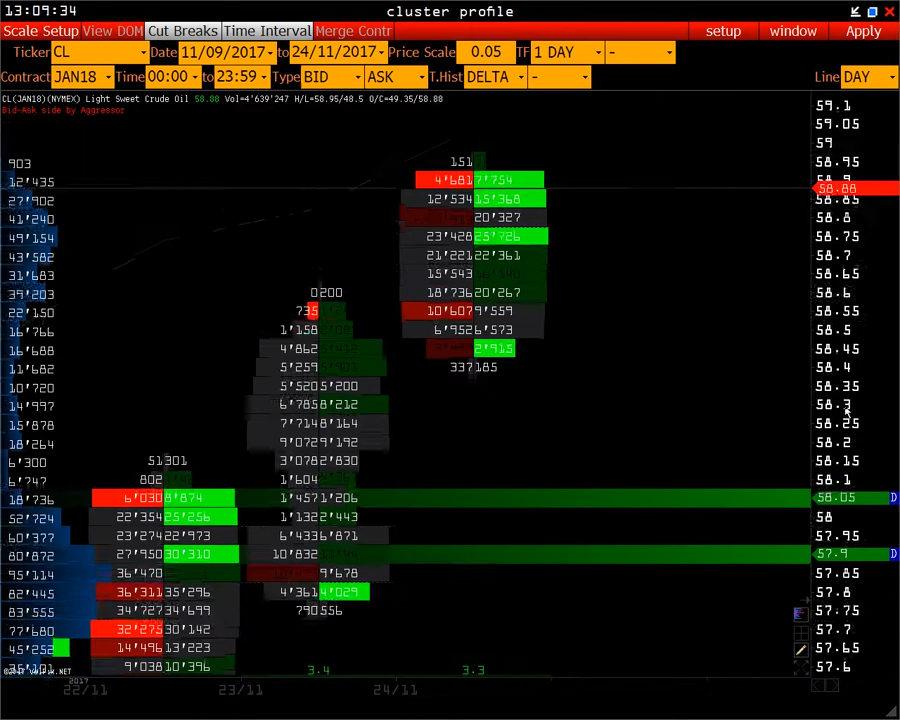 13:09:34 cluster profile
Scale Setup View DOM Cut Breaks Time Interval Merge Contr setup window Apply
Ticker CL Date 11/09/2017 to 24/11/2017 Price Scale 0.05 TF 1 DAY -
Contract JAN18 Time 00:00 to 23:59 Type BID ASK T.Hist DELTA - Line DAY
CL(JAN18)(NYMEX) Light Sweet Crude Oil 58.88 Vol=4'639'247 H/L=58.95/48.5 O/C=49.35/58.88
59.1
Bid-Ask side by Aggressor
59.05
59
903 151 58.95
12'435 4'681 7'754 58.9
58.88
27'902 12'534 15'368 58.85
41'240 20'327 58.8
49'154 23'428 25'726 58.75
43'582 21'221 22'361 58.7
31'683 15'543 58.65
39'203 0 200 18'736 20'267 58.6
22'150 735 10'607 9'559 58.55
16'766 1'158 6'952 6'573 58.5
16'688 4'862 2'915 58.45
11'682 5'259 337 185 58.4
10'720 5'520 5'200 58.35
14'997 6'785 8'212 58.3
15'878 7'714 8'164 58.25
18'264 9'072 9'192 58.2
6'300 51 301 3'078 2'830 58.15
6'747 802 1'604 58.1
18'736 6'030 8'874 1'457 1'206 58.05 D
52'724 22'354 25'256 1'132 2'443 58
60'377 23'274 22'973 6'433 6'871 57.95
80'872 27'950 30'310 10'832 57.9 D
95'114 36'470 9'678 57.85
82'445 36'311 35'296 4'361 4'029 57.8
83'555 34'727 34'699 790 556 57.75
77'680 32'275 30'142 57.7
45'252 14'496 13'223 57.65
9'038 10'396 3.4 3.3 57.6
2017
22/11 23/11 24/11